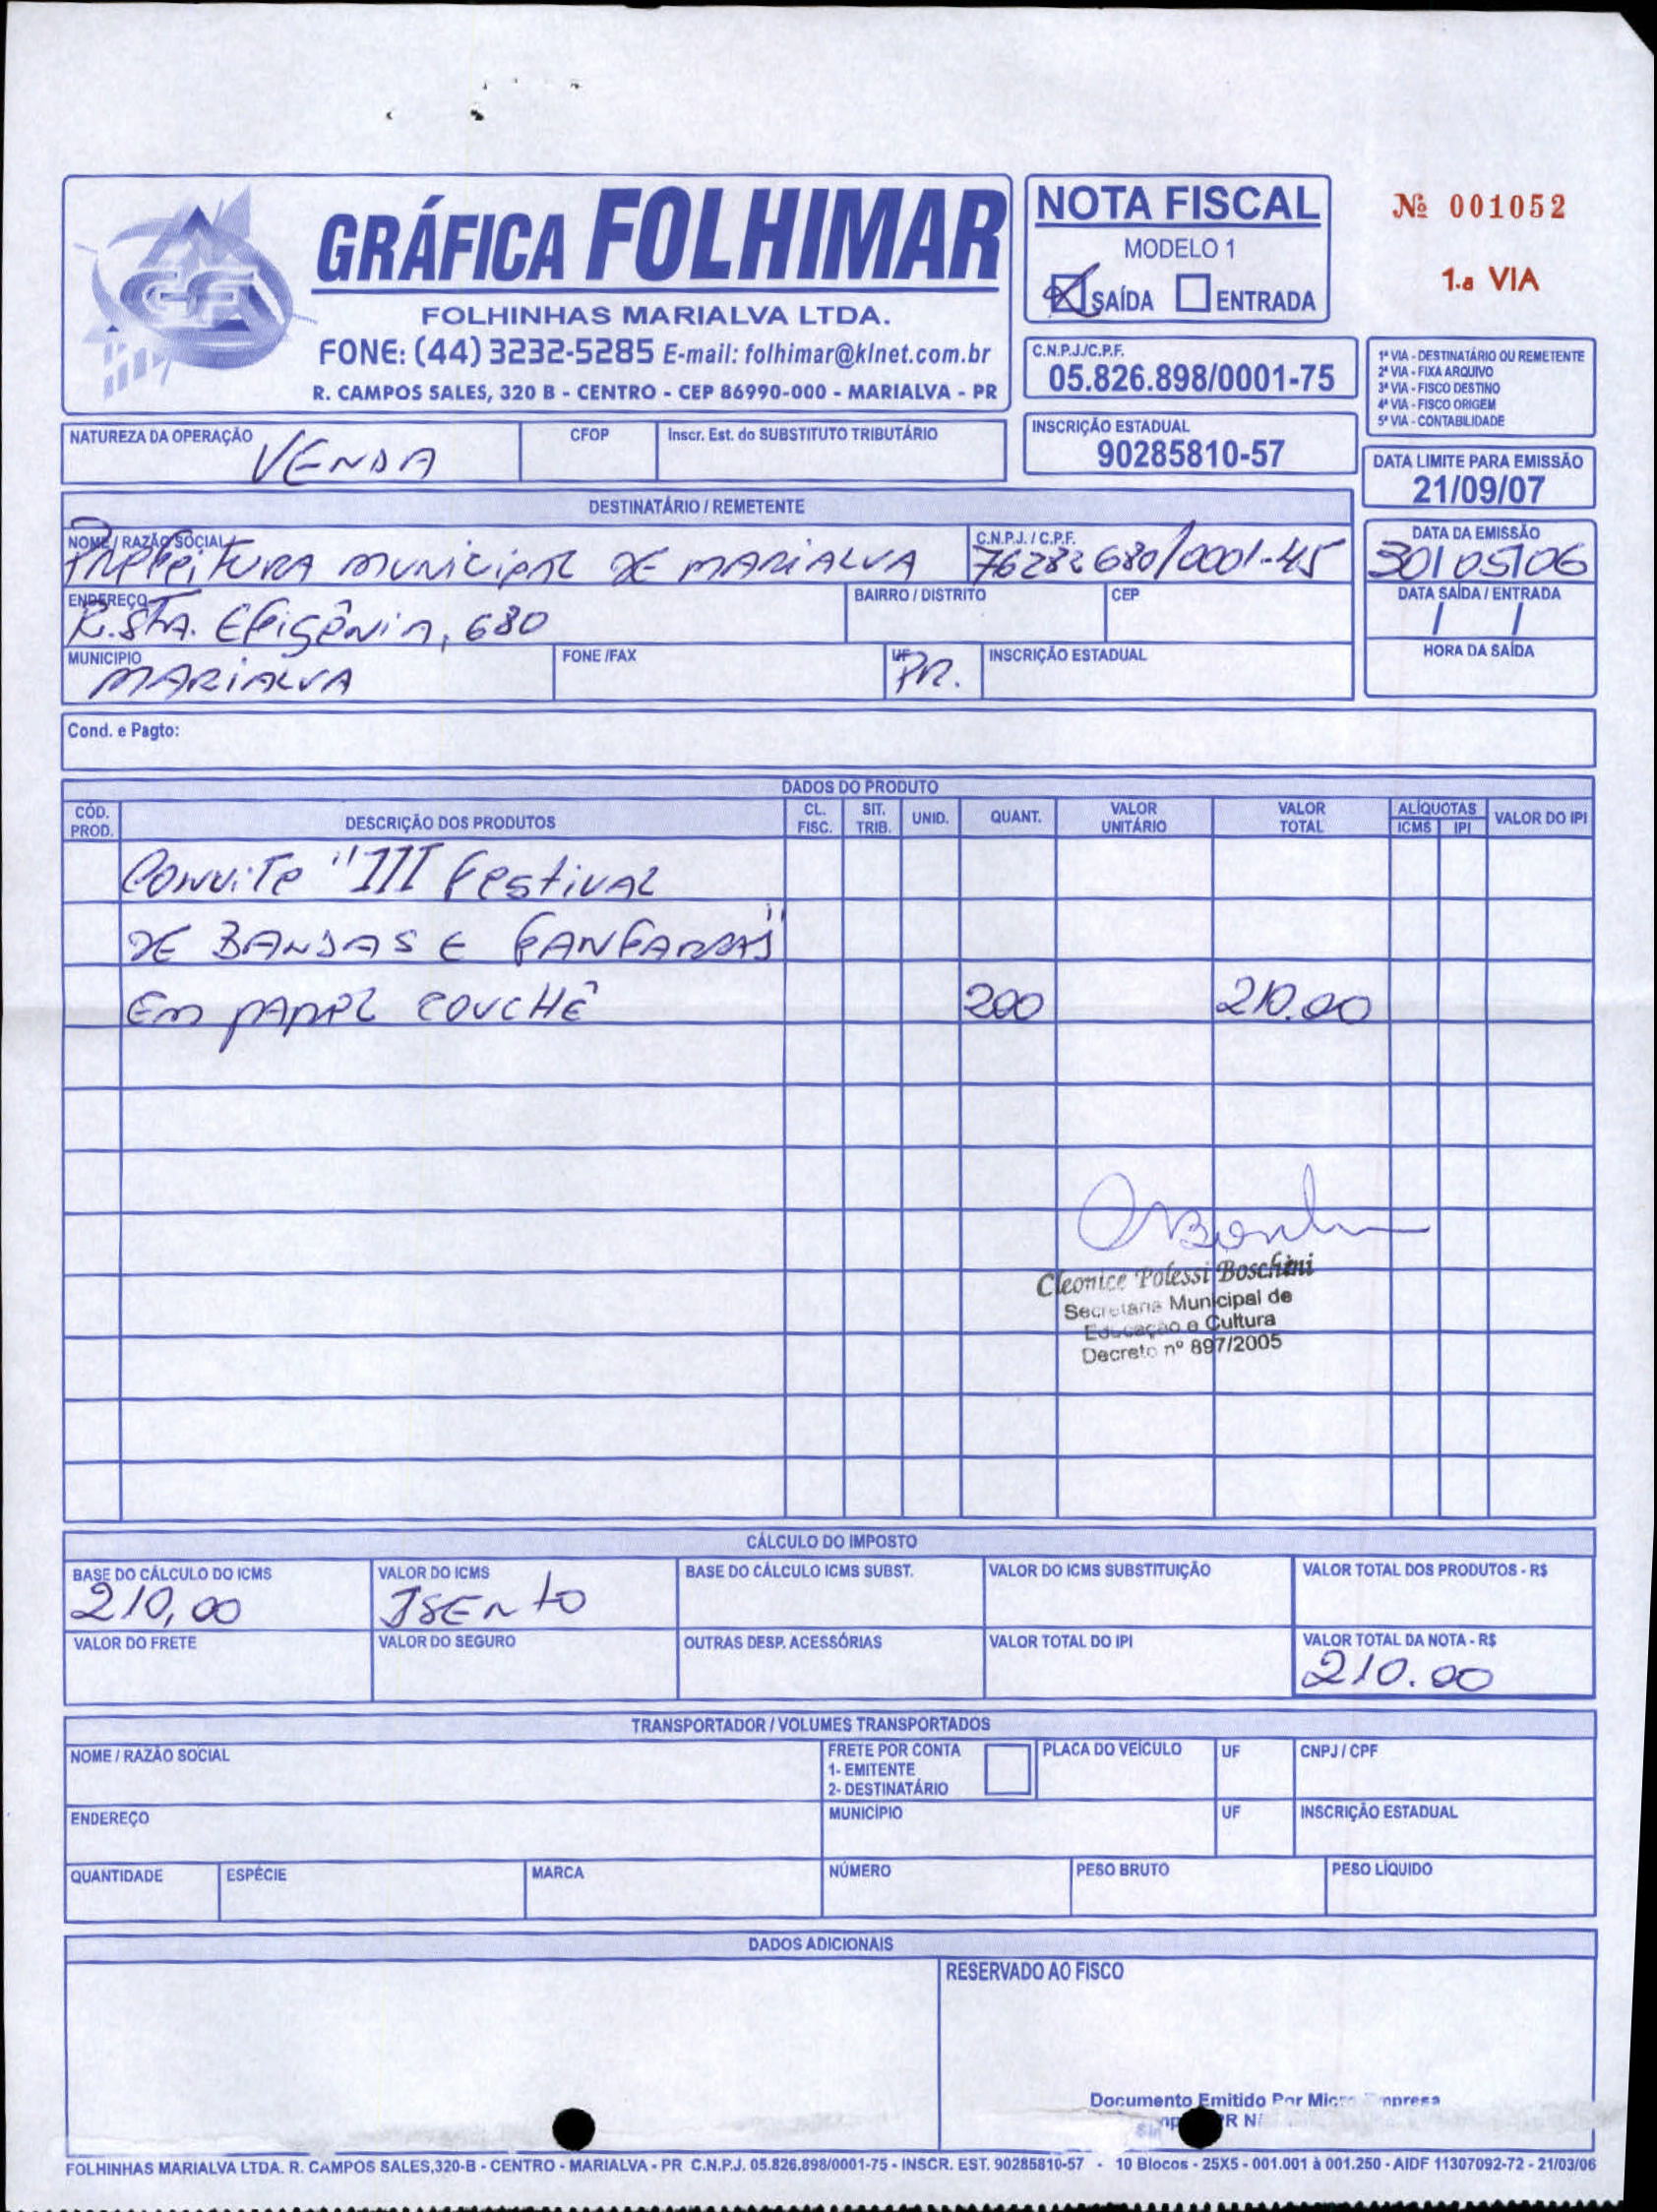 GRÁFICA FOLHIMAR
FOLHINHAS MARIALVA LTDA.
FONE: (44) 3232-5285 E-mail: folhimar@klnet.com.br
R. CAMPOS SALES, 320 B - CENTRO - CEP 86990-000 - MARIALVA - PR
NOTA FISCAL
MODELO 1
SAÍDA ENTRADA
Nº 001052
1.a VIA
C.N.P.J./C.P.F.
05.826.898/0001-75
1ª VIA - DESTINATÁRIO OU REMETENTE
2ª VIA - FIXA ARQUIVO
3ª VIA - FISCO DESTINO
4ª VIA - FISCO ORIGEM
5ª VIA - CONTABILIDADE
NATUREZA DA OPERAÇÃO
VENDA
CFOP
Inscr. Est. do SUBSTITUTO TRIBUTÁRIO
INSCRIÇÃO ESTADUAL
90285810-57
DATA LIMITE PARA EMISSÃO
21/09/07
DESTINATÁRIO / REMETENTE
NOME / RAZÃO SOCIAL
Prefeitura Municipal de Marialva
C.N.P.J. / C.P.F.
76282680/0001-45
DATA DA EMISSÃO
30/05/06
ENDEREÇO
R. Sta. Efigênia, 680
BAIRRO / DISTRITO
CEP
DATA SAÍDA / ENTRADA
/ /
MUNICIPIO
MARIALVA
FONE /FAX
UF
PR.
INSCRIÇÃO ESTADUAL
HORA DA SAÍDA
Cond. e Pagto:
DADOS DO PRODUTO
CÓD. PROD.
DESCRIÇÃO DOS PRODUTOS
CL. FISC.
SIT. TRIB.
UNID.
QUANT.
VALOR UNITÁRIO
VALOR TOTAL
ALÍQUOTAS
ICMS IPI
VALOR DO IPI
Convite "III Festival
DE BANDAS E FANFARRAS"
Em papel couchê 200 210.00
Cleonice Polessi Boschini
Secretaria Municipal de
Educação e Cultura
Decreto nº 897/2005
CÁLCULO DO IMPOSTO
BASE DO CÁLCULO DO ICMS
210,00
VALOR DO ICMS
ISENTO
BASE DO CÁLCULO ICMS SUBST.
VALOR DO ICMS SUBSTITUIÇÃO
VALOR TOTAL DOS PRODUTOS - R$
VALOR DO FRETE
VALOR DO SEGURO
OUTRAS DESP. ACESSÓRIAS
VALOR TOTAL DO IPI
VALOR TOTAL DA NOTA - R$
210.00
TRANSPORTADOR / VOLUMES TRANSPORTADOS
NOME / RAZÃO SOCIAL
FRETE POR CONTA
1- EMITENTE
2- DESTINATÁRIO
PLACA DO VEÍCULO
UF
CNPJ / CPF
ENDEREÇO
MUNICÍPIO
UF
INSCRIÇÃO ESTADUAL
QUANTIDADE
ESPÉCIE
MARCA
NÚMERO
PESO BRUTO
PESO LÍQUIDO
DADOS ADICIONAIS
RESERVADO AO FISCO
Documento Emitido Por
FOLHINHAS MARIALVA LTDA. R. CAMPOS SALES,320-B - CENTRO - MARIALVA - PR C.N.P.J. 05.826.898/0001-75 - INSCR. EST. 90285810-57 - 10 Blocos - 25X5 - 001.001 à 001.250 - AIDF 11307092-72 - 21/03/06